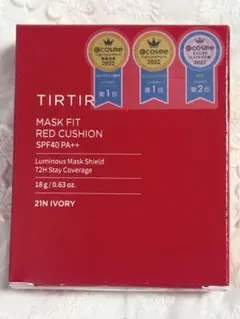 @cosme
2022
第1位
@cosme
2022
第1位
@cosme
2022
第2位
TIRTIR
MASK FIT
RED CUSHION
SPF40 PA++
Luminous Mask Shield
72H Stay Coverage
18 g / 0.63 oz.
21N IVORY